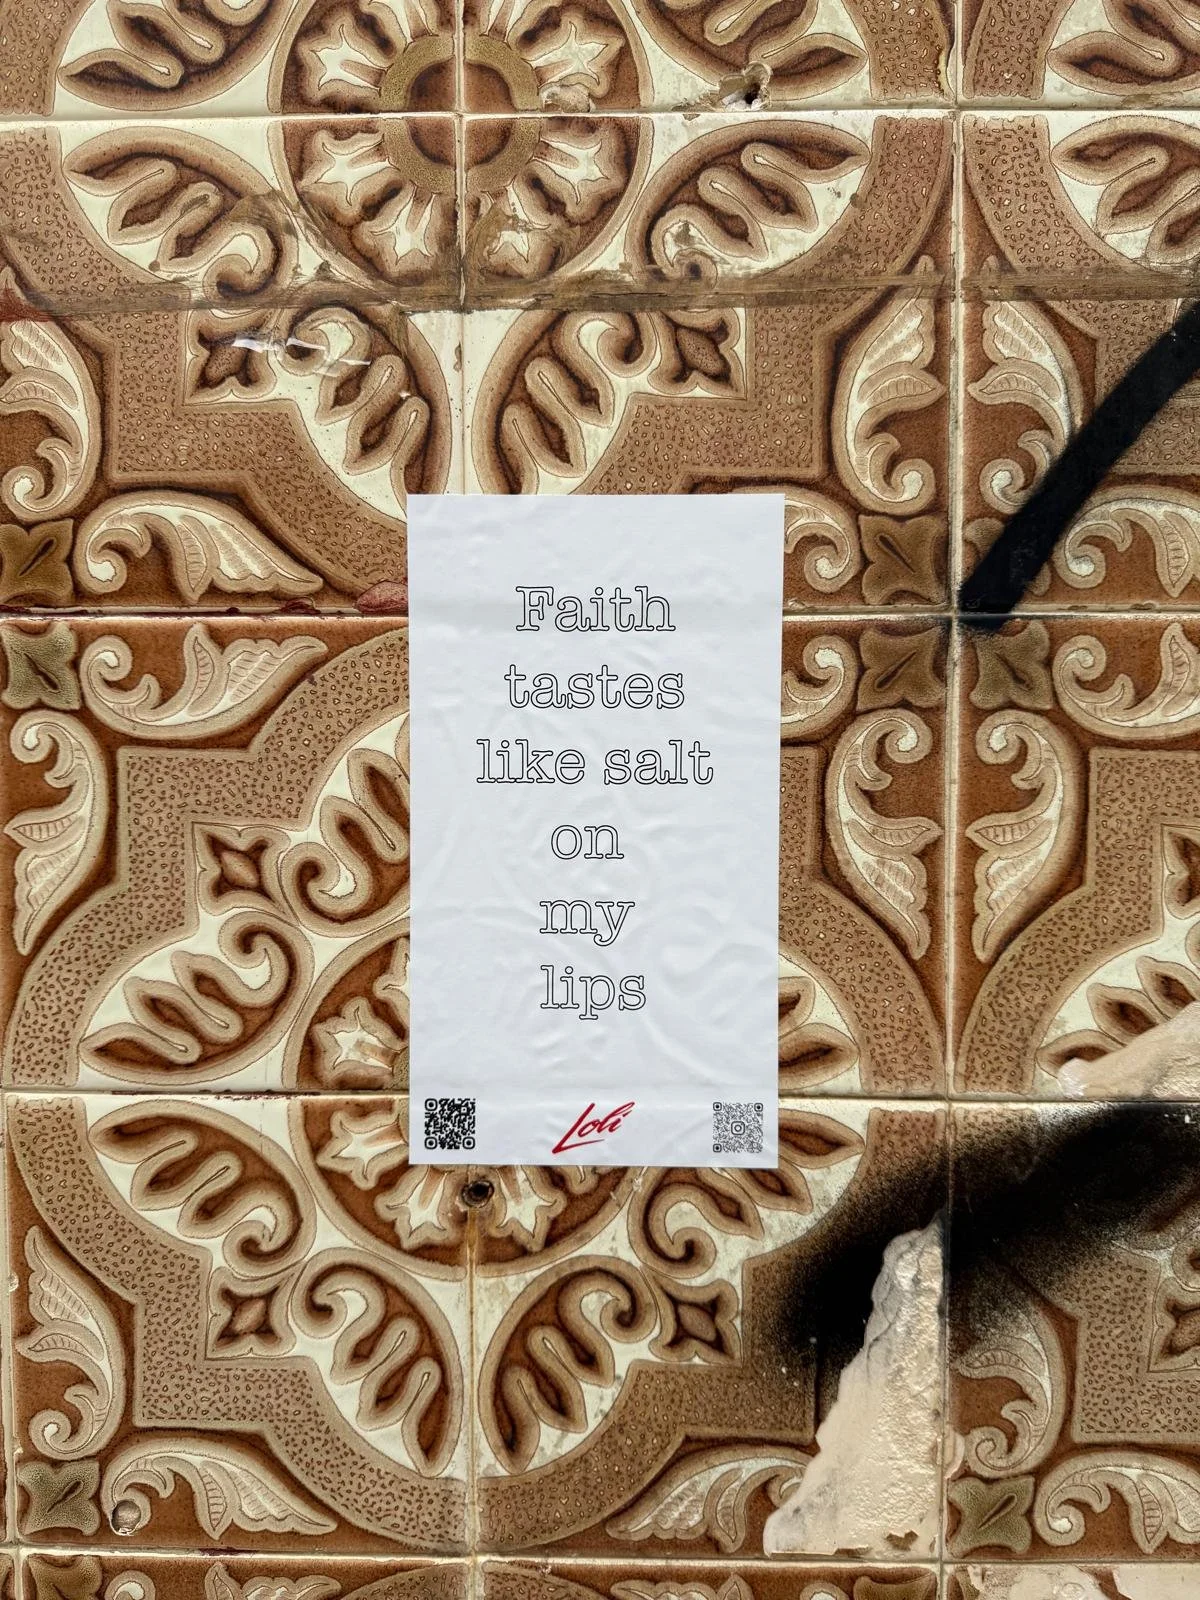 Faith
tastes
like salt
on
my
lips
Loli